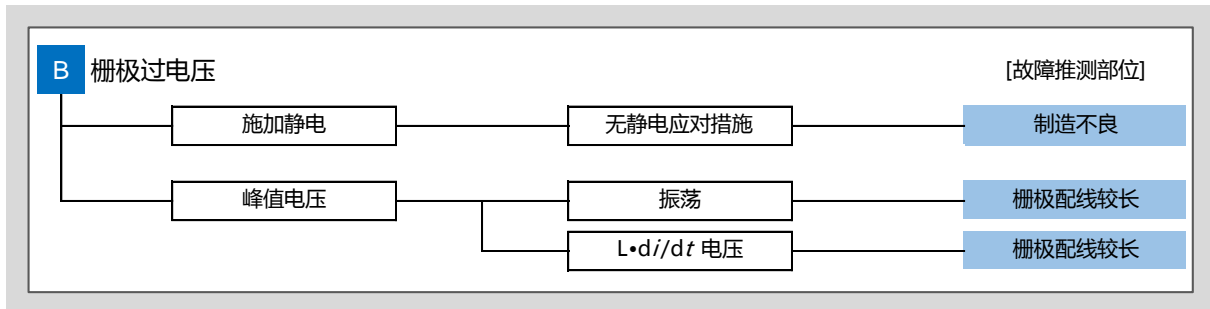 B 栅极过电压 [故障推测部位]
施加静电 无静电应对措施 制造不良
峰值电压 振荡 栅极配线较长
L•di/dt 电压 栅极配线较长